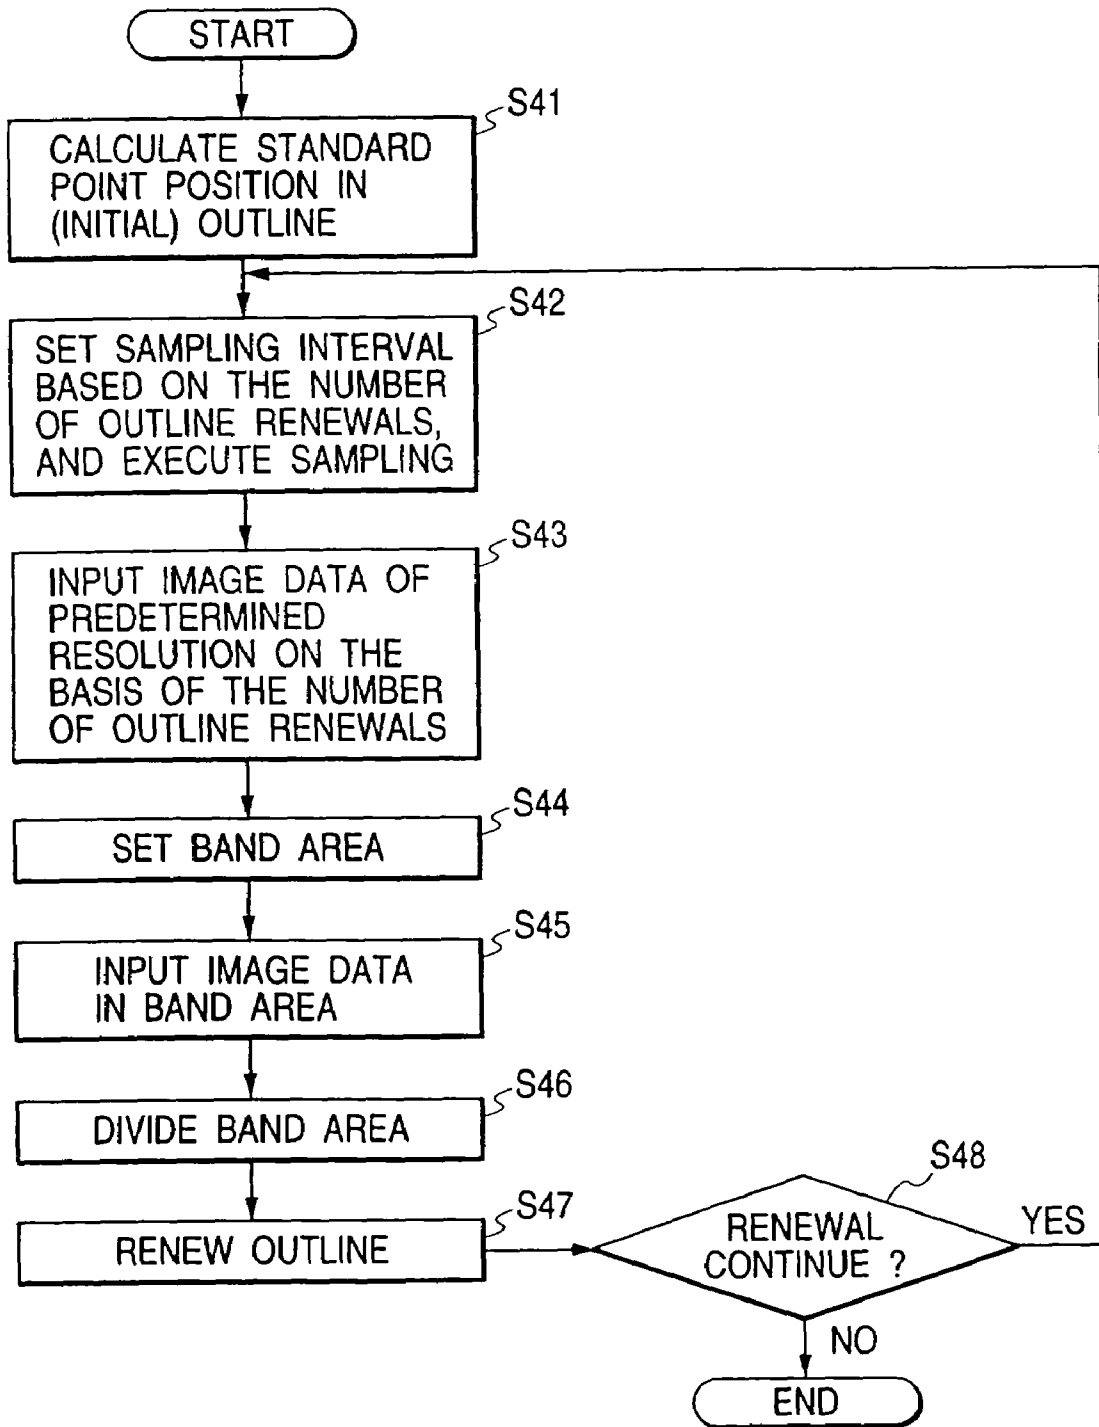 START
S41
CALCULATE STANDARD
POINT POSITION IN
(INITIAL) OUTLINE
S42
SET SAMPLING INTERVAL
BASED ON THE NUMBER
OF OUTLINE RENEWALS,
AND EXECUTE SAMPLING
S43
INPUT IMAGE DATA OF
PREDETERMINED
RESOLUTION ON THE
BASIS OF THE NUMBER
OF OUTLINE RENEWALS
S44
SET BAND AREA
S45
INPUT IMAGE DATA
IN BAND AREA
S46
DIVIDE BAND AREA
S47
RENEW OUTLINE
S48
RENEWAL
CONTINUE ?
YES
NO
END